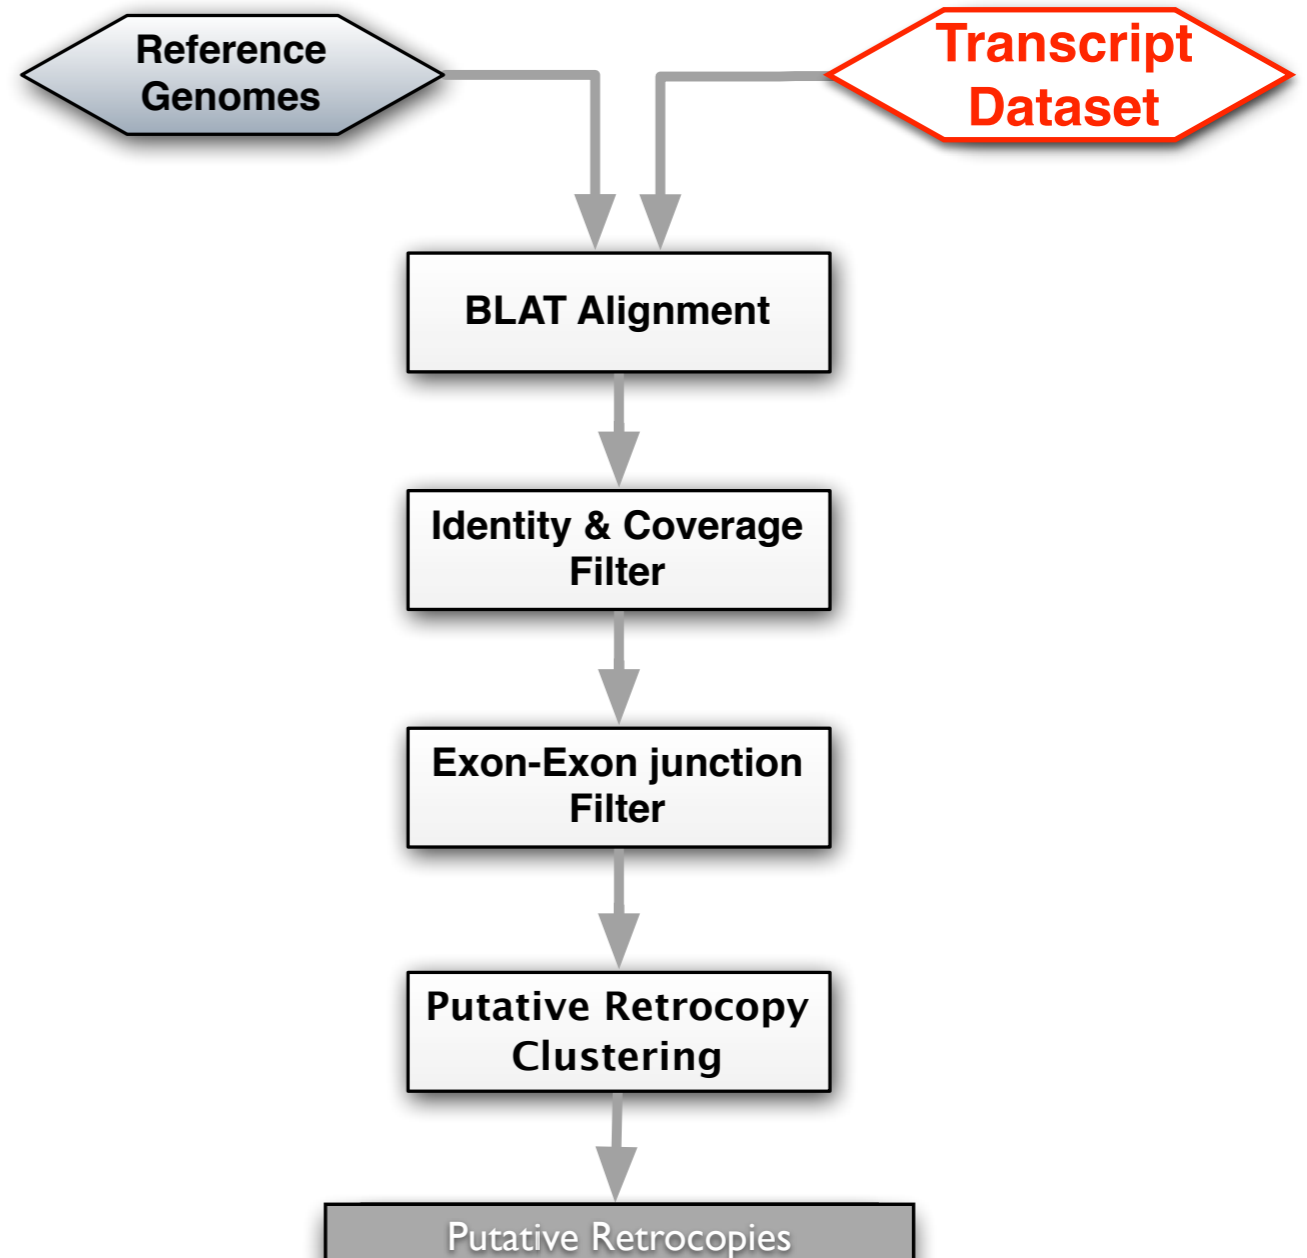 Reference
Genomes
Transcript
Dataset
BLAT Alignment
Identity & Coverage
Filter
Exon-Exon junction
Filter
Putative Retrocopy
Clustering
Putative Retrocopies